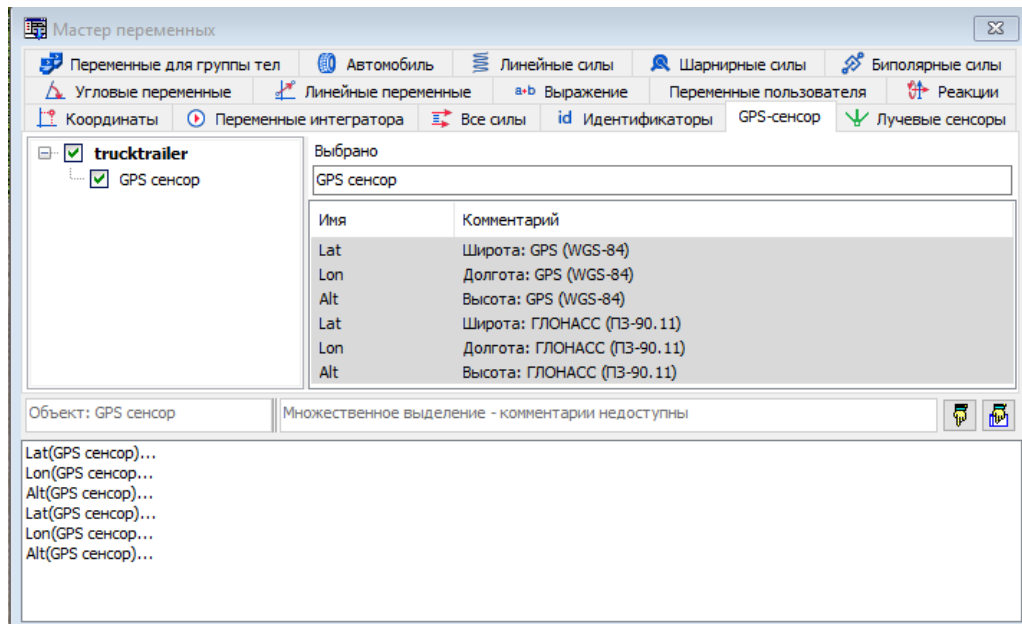 Мастер переменных
Переменные для группы тел Автомобиль Линейные силы Шарнирные силы Биполярные силы
Угловые переменные Линейные переменные a+b Выражение Переменные пользователя Реакции
Координаты Переменные интегратора Все силы id Идентификаторы GPS-сенсор Лучевые сенсоры
trucktrailer
GPS сенсор
Выбрано
GPS сенсор
Имя Комментарий
Lat Широта: GPS (WGS-84)
Lon Долгота: GPS (WGS-84)
Alt Высота: GPS (WGS-84)
Lat Широта: ГЛОНАСС (ПЗ-90.11)
Lon Долгота: ГЛОНАСС (ПЗ-90.11)
Alt Высота: ГЛОНАСС (ПЗ-90.11)
Объект: GPS сенсор Множественное выделение - комментарии недоступны
Lat(GPS сенсор)...
Lon(GPS сенсор...
Alt(GPS сенсор)...
Lat(GPS сенсор)...
Lon(GPS сенсор...
Alt(GPS сенсор)...